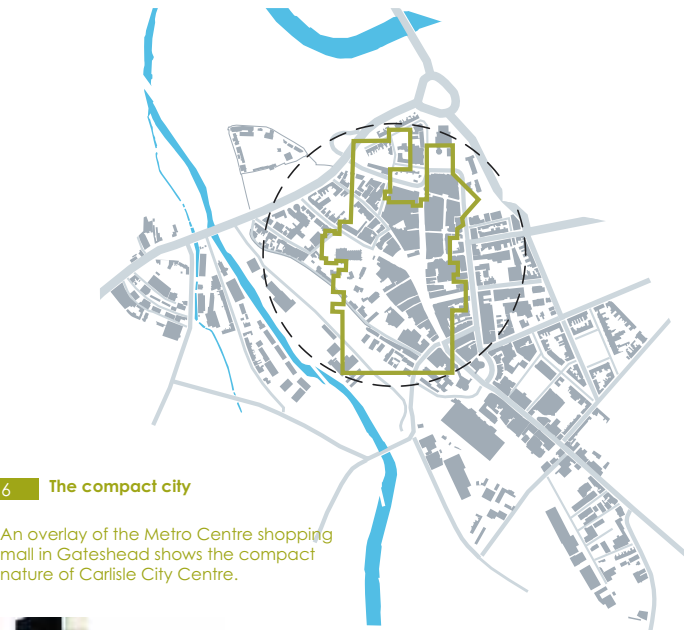 6 The compact city
An overlay of the Metro Centre shopping
mall in Gateshead shows the compact
nature of Carlisle City Centre.